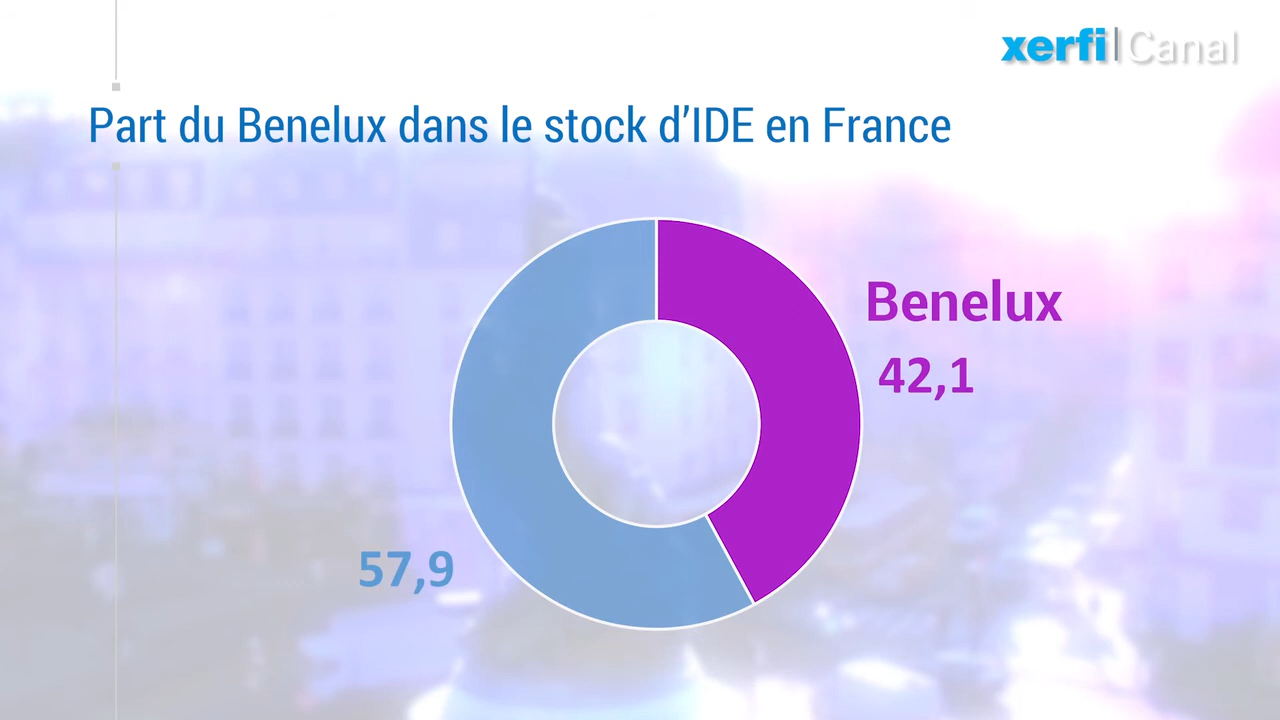 xerfi Canal
Part du Benelux dans le stock d’IDE en France
Benelux
42,1
57,9